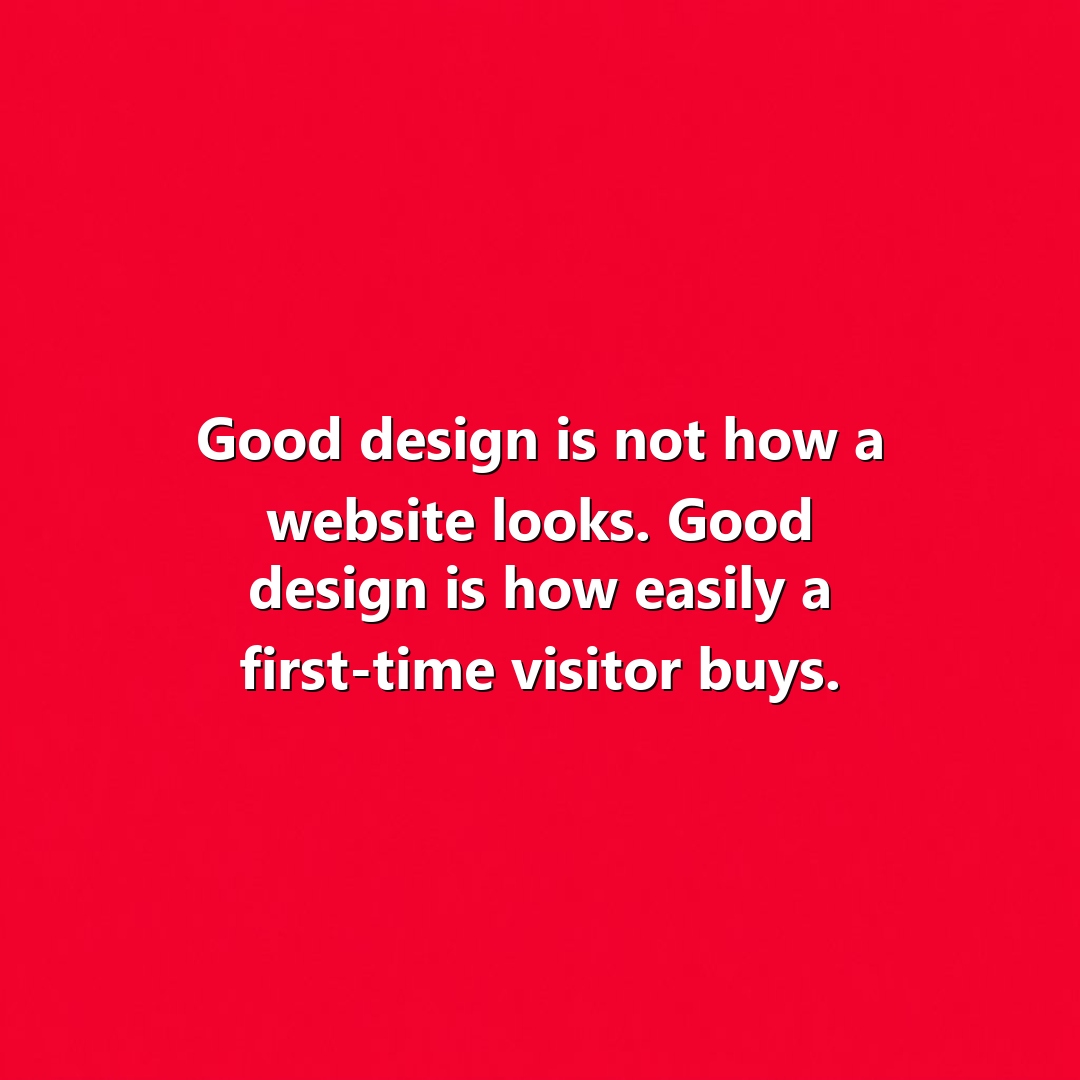 Good design is not how a
website looks. Good
design is how easily a
first-time visitor buys.